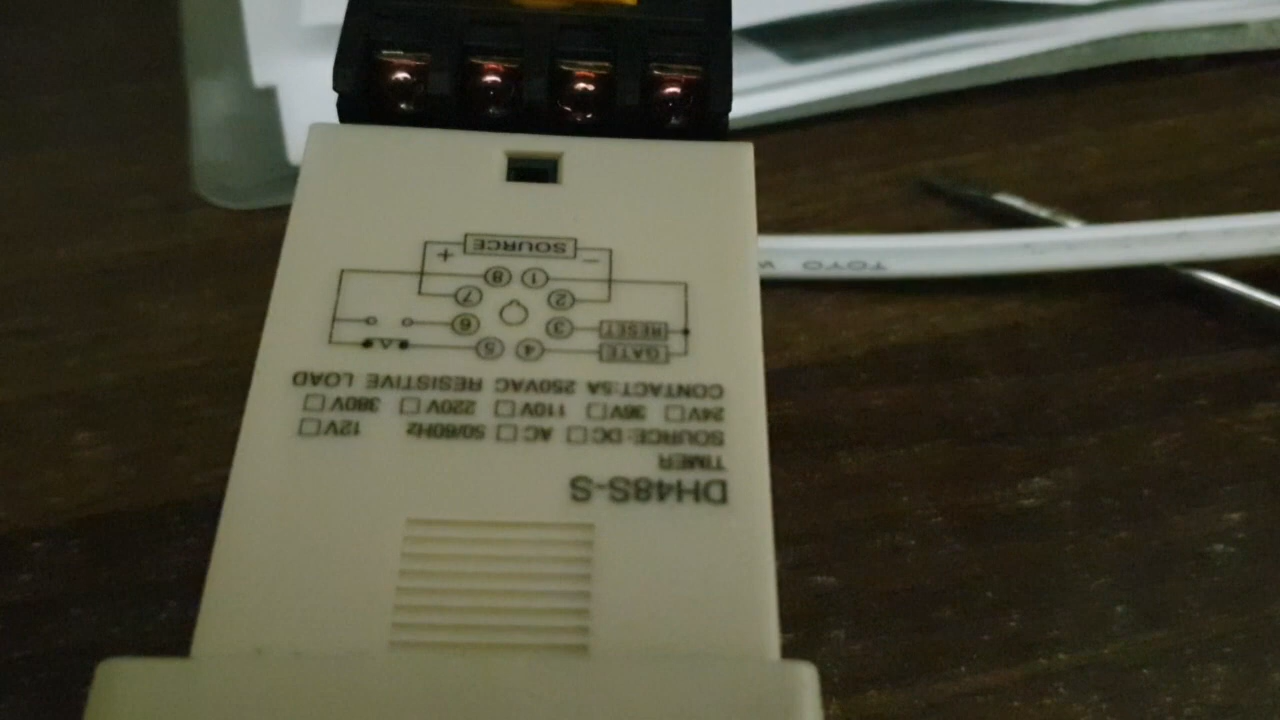 DH48S-S
TIMER
SOURCE: DC □ AC □ 50/60Hz 12V □
24V □ 36V □ 110V □ 220V □ 380V □
CONTACT:5A 250VAC RESISTIVE LOAD
GATE 4 5
RESET 3 6
2 7
1 8
- SOURCE +
TOYO